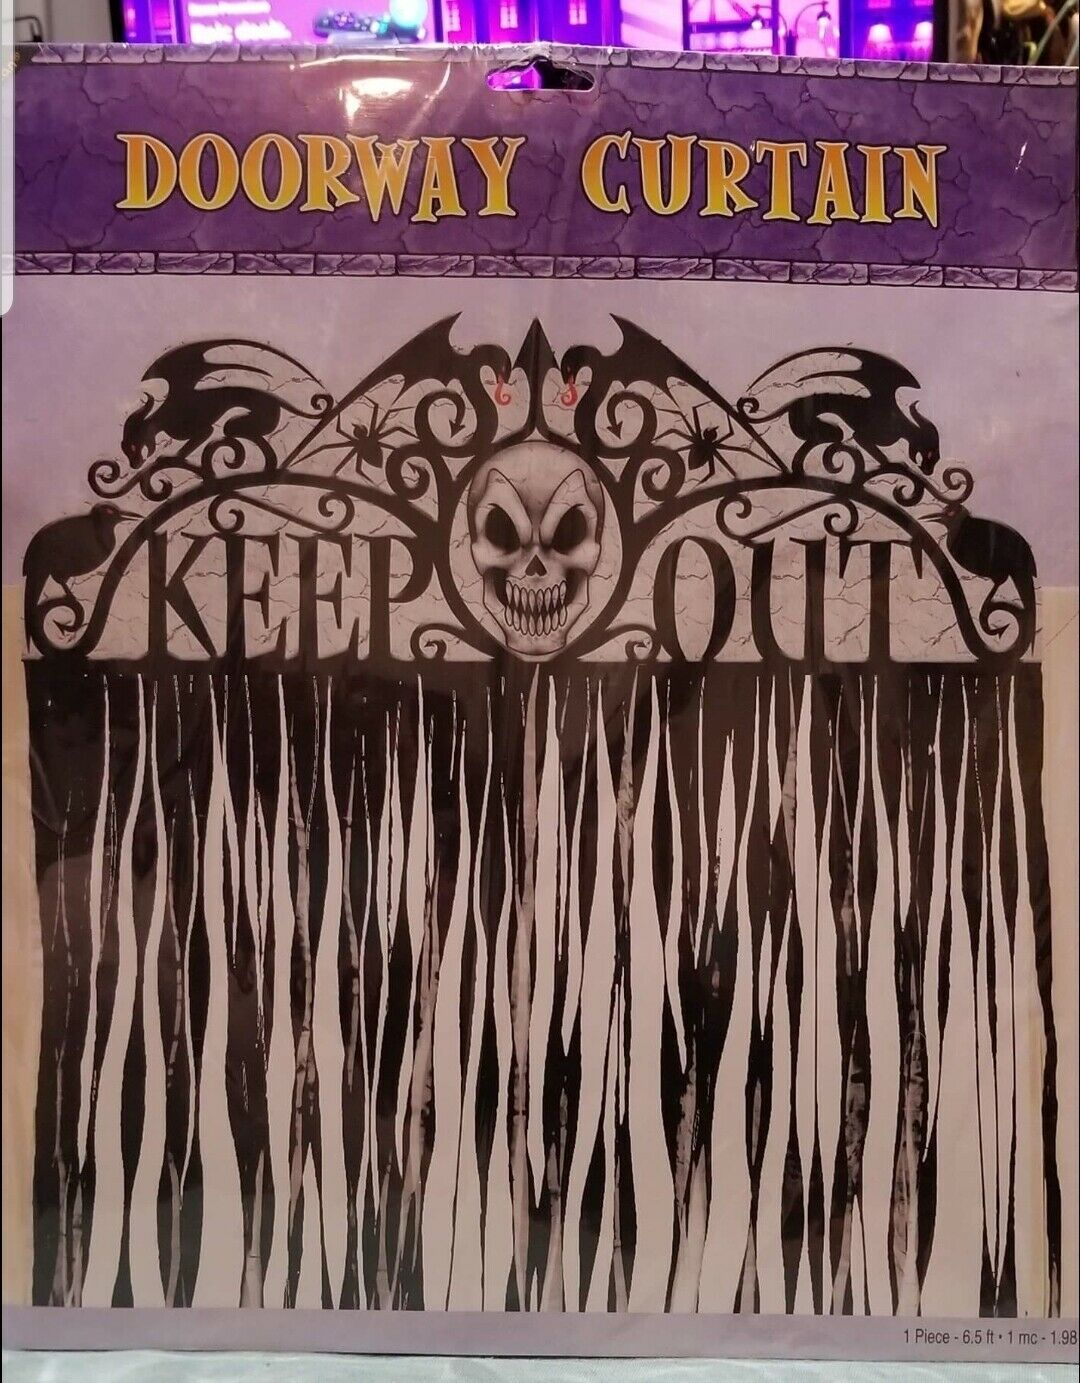 DOORWAY CURTAIN
KEEP OUT
1 Piece - 6.5 ft • 1 mc - 1.98